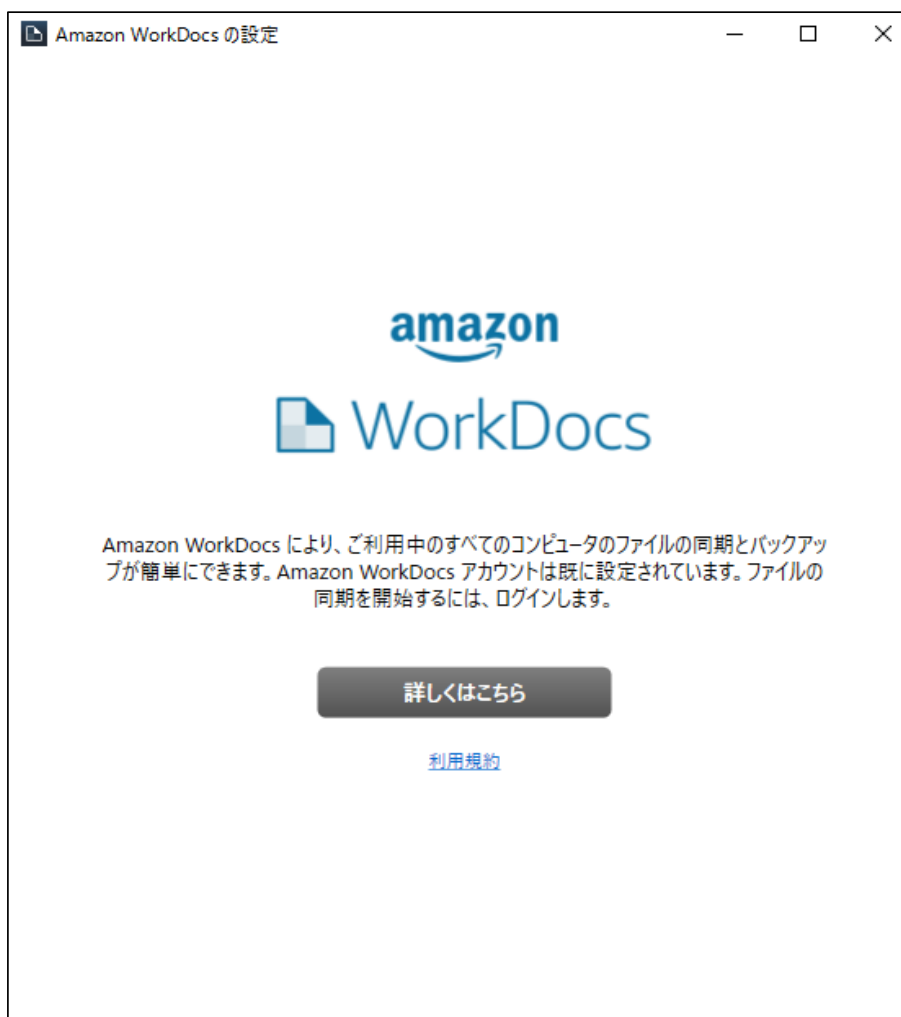 Amazon WorkDocs の設定
amazon
WorkDocs
Amazon WorkDocs により、ご利用中のすべてのコンピュータのファイルの同期とバックアッ
プが簡単にできます。Amazon WorkDocs アカウントは既に設定されています。ファイルの
同期を開始するには、ログインします。
詳しくはこちら
利用規約